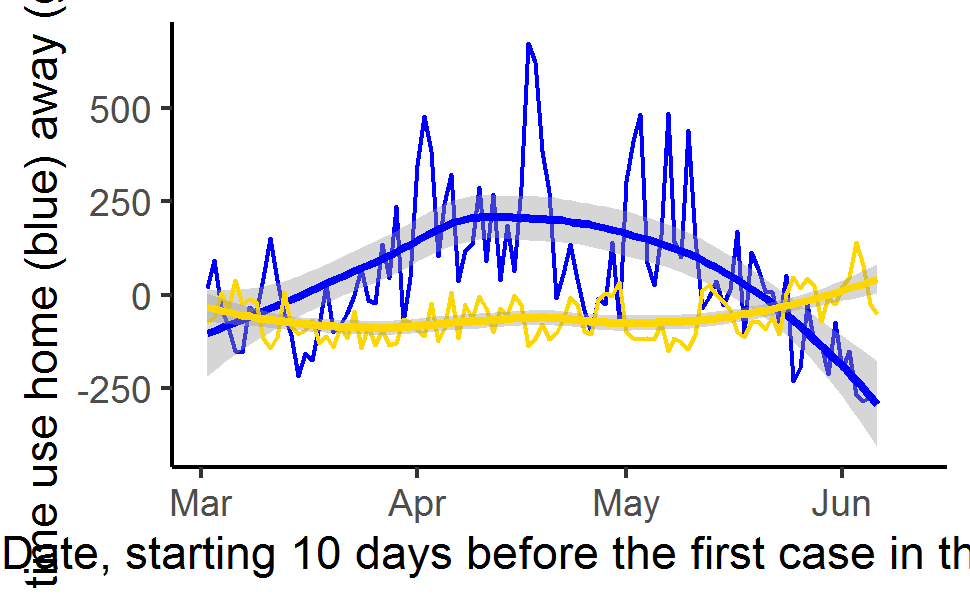 time use home (blue) away (
500
250
0
-250
Mar Apr May Jun
Date, starting 10 days before the first case in th